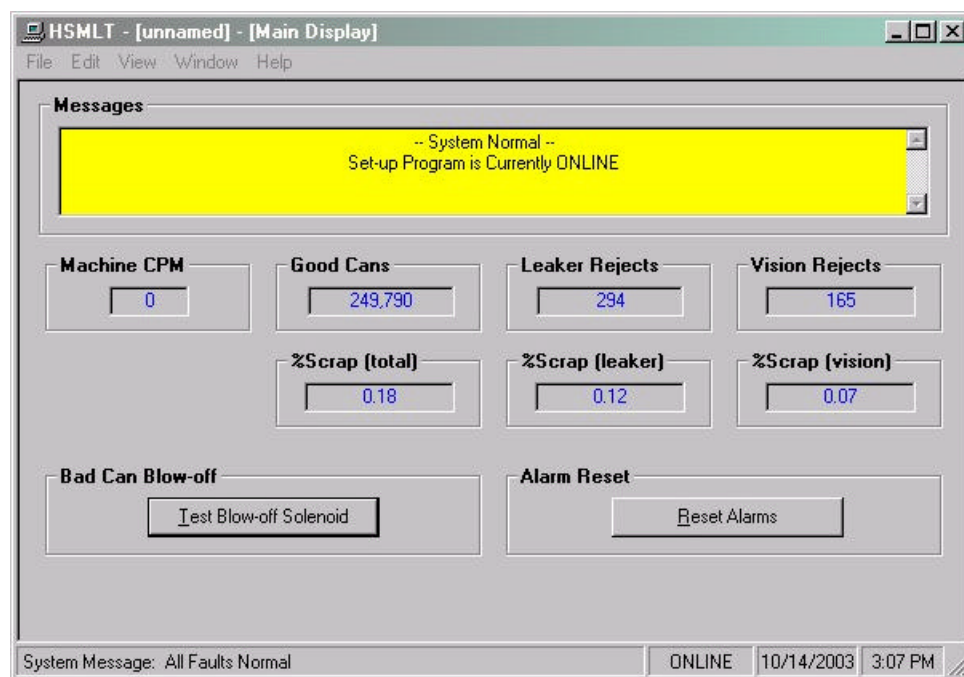 HSMLT - [unnamed] - [Main Display]
File Edit View Window Help
Messages
-- System Normal --
Set-up Program is Currently ONLINE
Machine CPM
0
Good Cans
249,790
Leaker Rejects
294
Vision Rejects
165
%Scrap (total)
0.18
%Scrap (leaker)
0.12
%Scrap (vision)
0.07
Bad Can Blow-off
Test Blow-off Solenoid
Alarm Reset
Reset Alarms
System Message: All Faults Normal
ONLINE
10/14/2003
3:07 PM